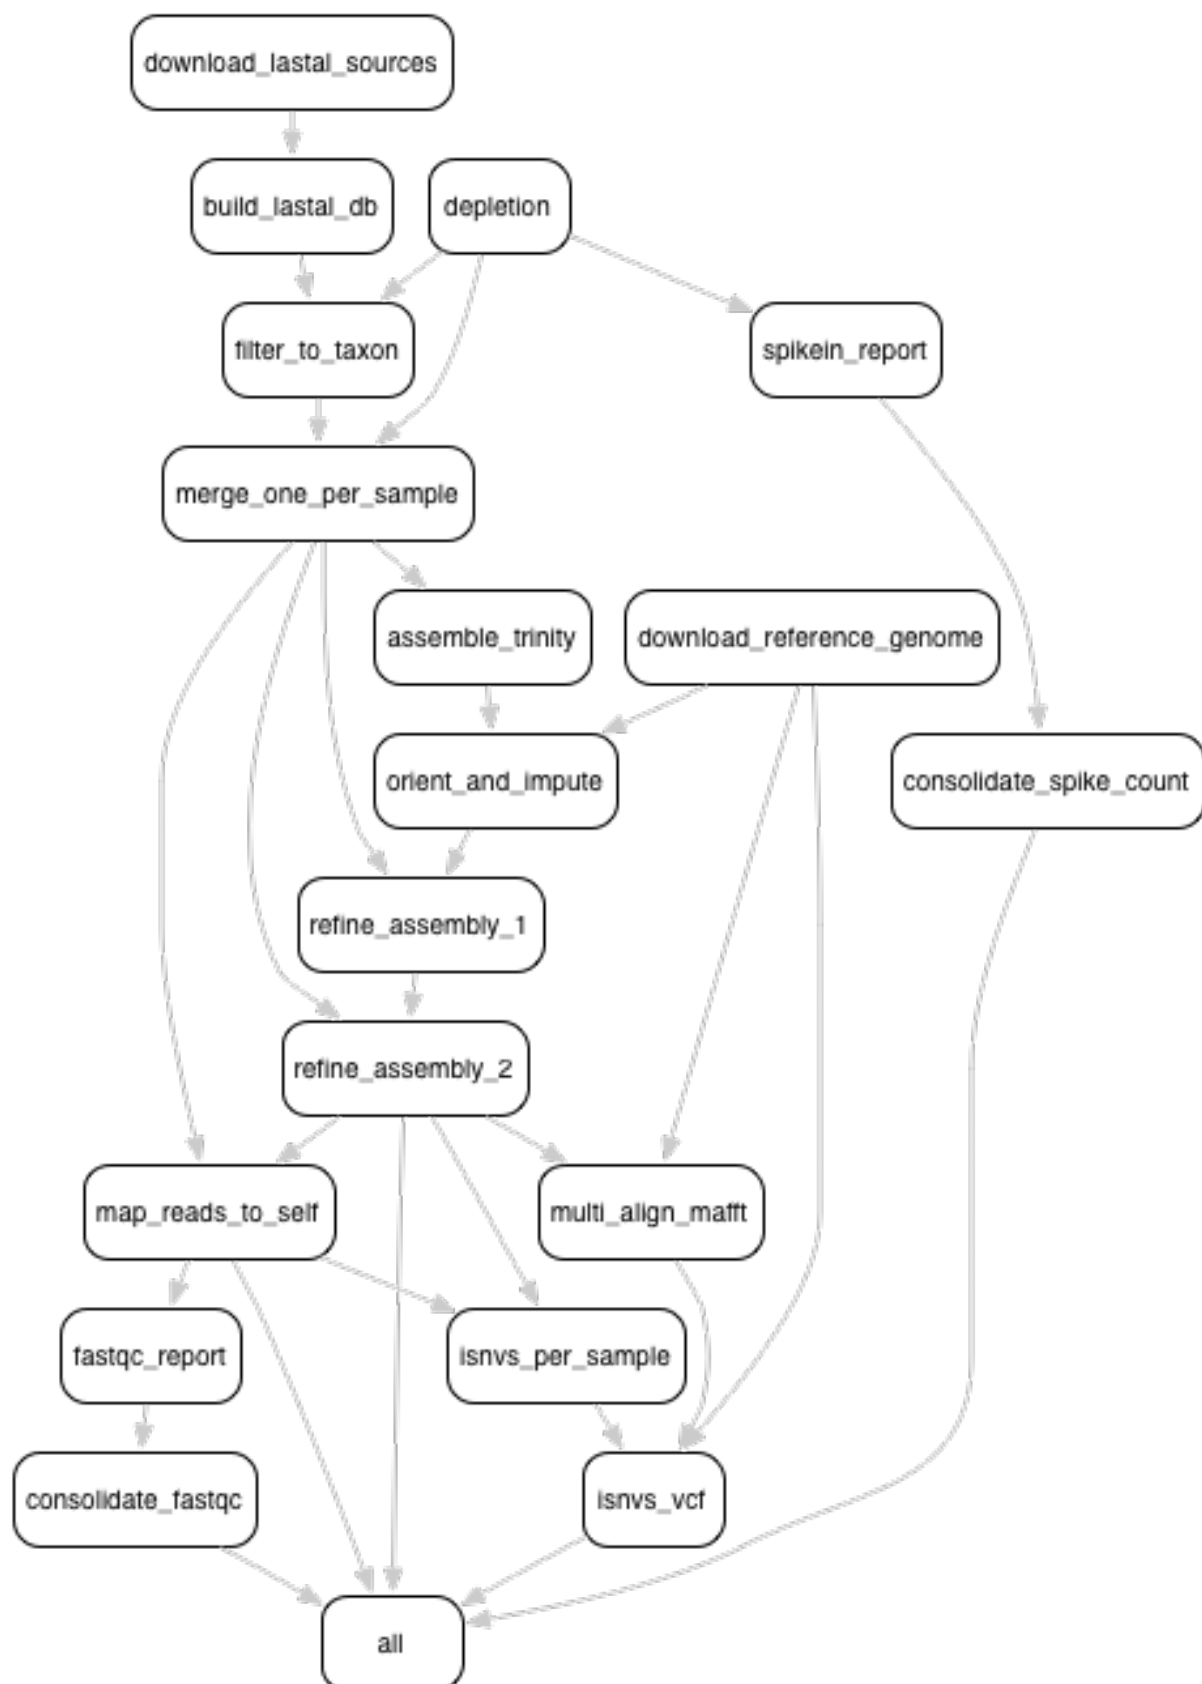 download_lastal_sources
build_lastal_db
depletion
filter_to_taxon
spikein_report
merge_one_per_sample
assemble_trinity
download_reference_genome
orient_and_impute
consolidate_spike_count
refine_assembly_1
refine_assembly_2
map_reads_to_self
multi_align_mafft
fastqc_report
isnvs_per_sample
consolidate_fastqc
isnvs_vcf
all